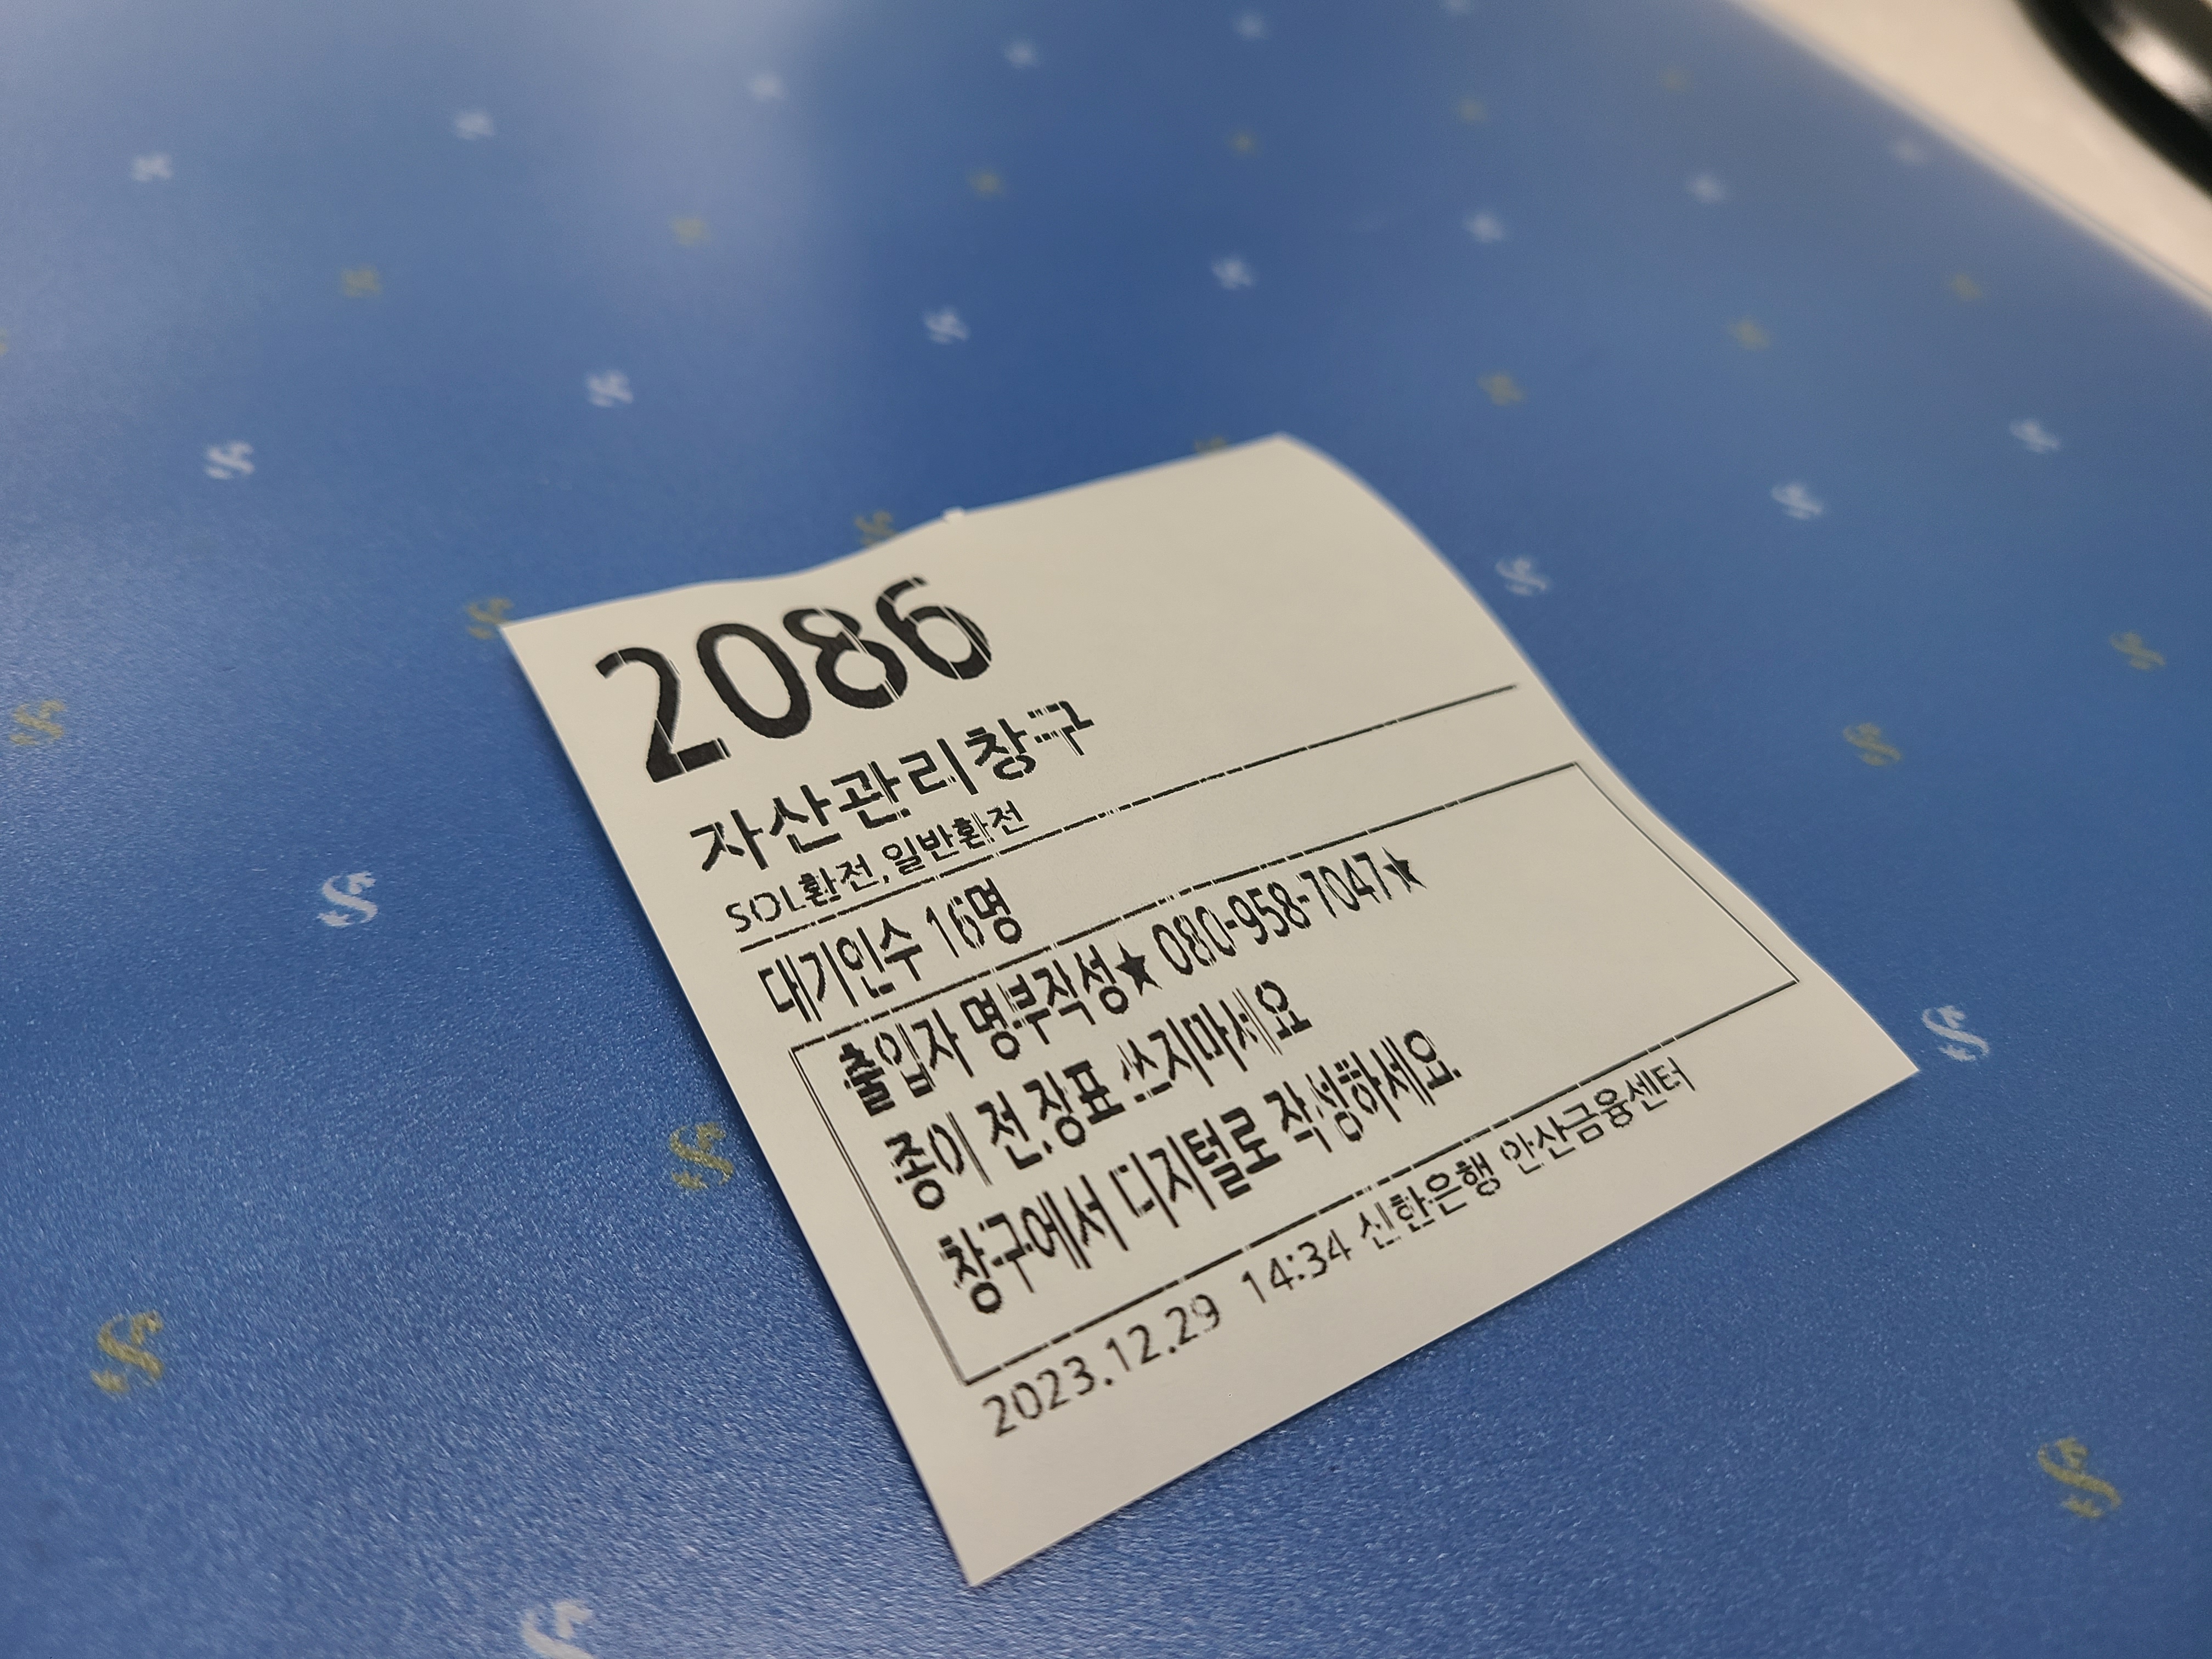 2086
자산관리창구
SOL환전, 일반환전
대기인수 16명
출입자 명부작성★ 080-958-7047★
종이 전.장표 쓰지마세요
창구에서 디지털로 작성하세요.
2023.12.29 14:34 신한은행 안산금융센터